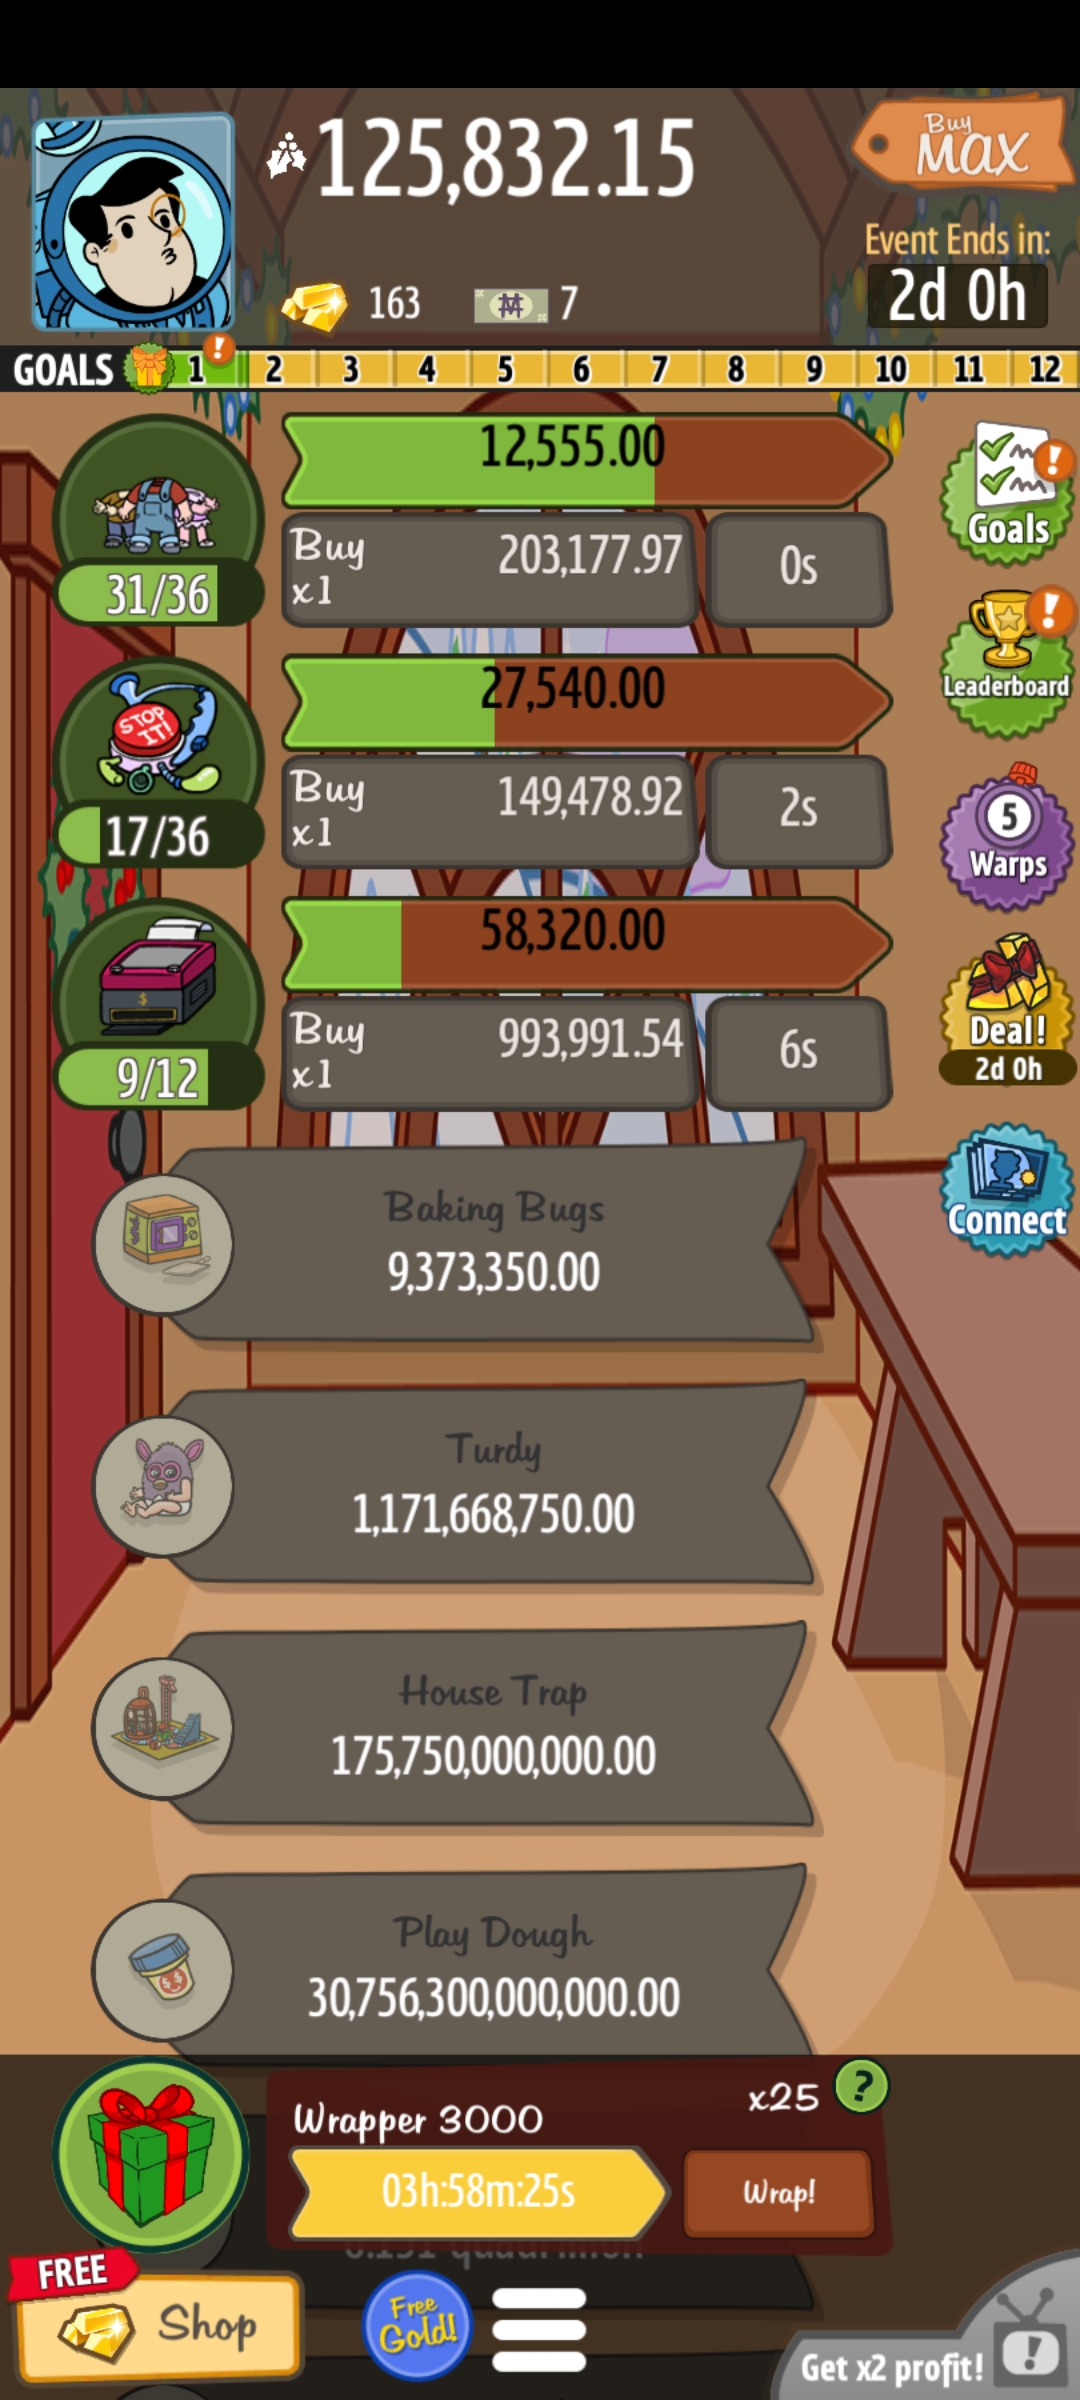 125,832.15
Buy
MAX
163
7
Event Ends in:
2d 0h
GOALS 1 ! 2 3 4 5 6 7 8 9 10 11 12
12,555.00
Buy
x1
203,177.97
0s
31/36
Goals
!
STOP
IT!
27,540.00
Buy
x1
149,478.92
2s
17/36
Leaderboard
!
5
Warps
$
58,320.00
Buy
x1
993,991.54
6s
9/12
Deal!
2d 0h
Connect
Baking Bugs
9,373,350.00
Turdy
1,171,668,750.00
House Trap
175,750,000,000.00
Play Dough
30,756,300,000,000.00
Wrapper 3000
x25
?
03h:58m:25s
Wrap!
FREE
Shop
Free
Gold!
Get x2 profit!
!